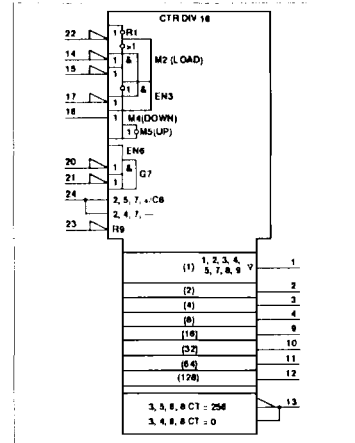 CTR DIV 16
22 1 R1
>1
14 1 & M2 (LOAD)
15 1
1 &
17 1 EN3
18 1 M4(DOWN)
1 M5(UP)
EN6
20 1 &
21 1 G7
24 2, 5, 7, +/C8
2, 4, 7, —
23 R9
(1) 1, 2, 3, 4, 1
5, 7, 8, 9 ▽
(2) 2
(4) 3
(8) 4
(16) 9
(32) 10
(64) 11
(128) 12
13
3, 5, 6, 8 CT = 256
3, 4, 6, 8 CT = 0